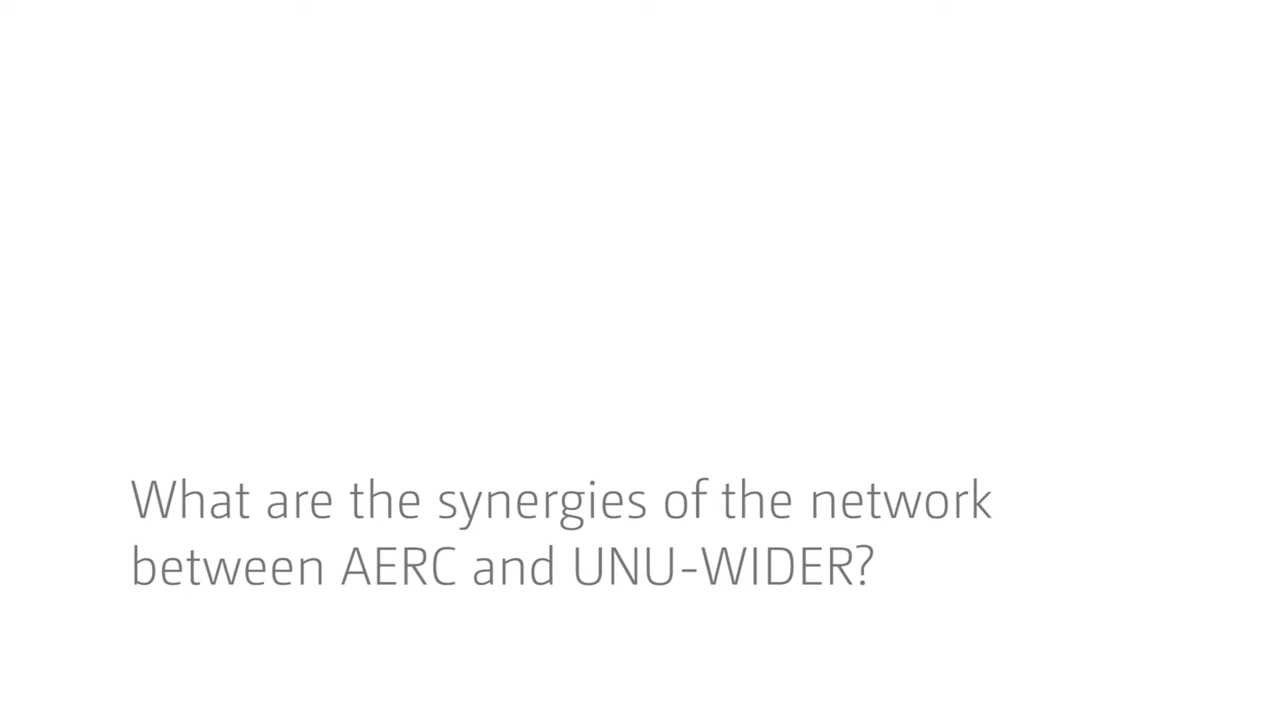 What are the synergies of the network
between AERC and UNU-WIDER?